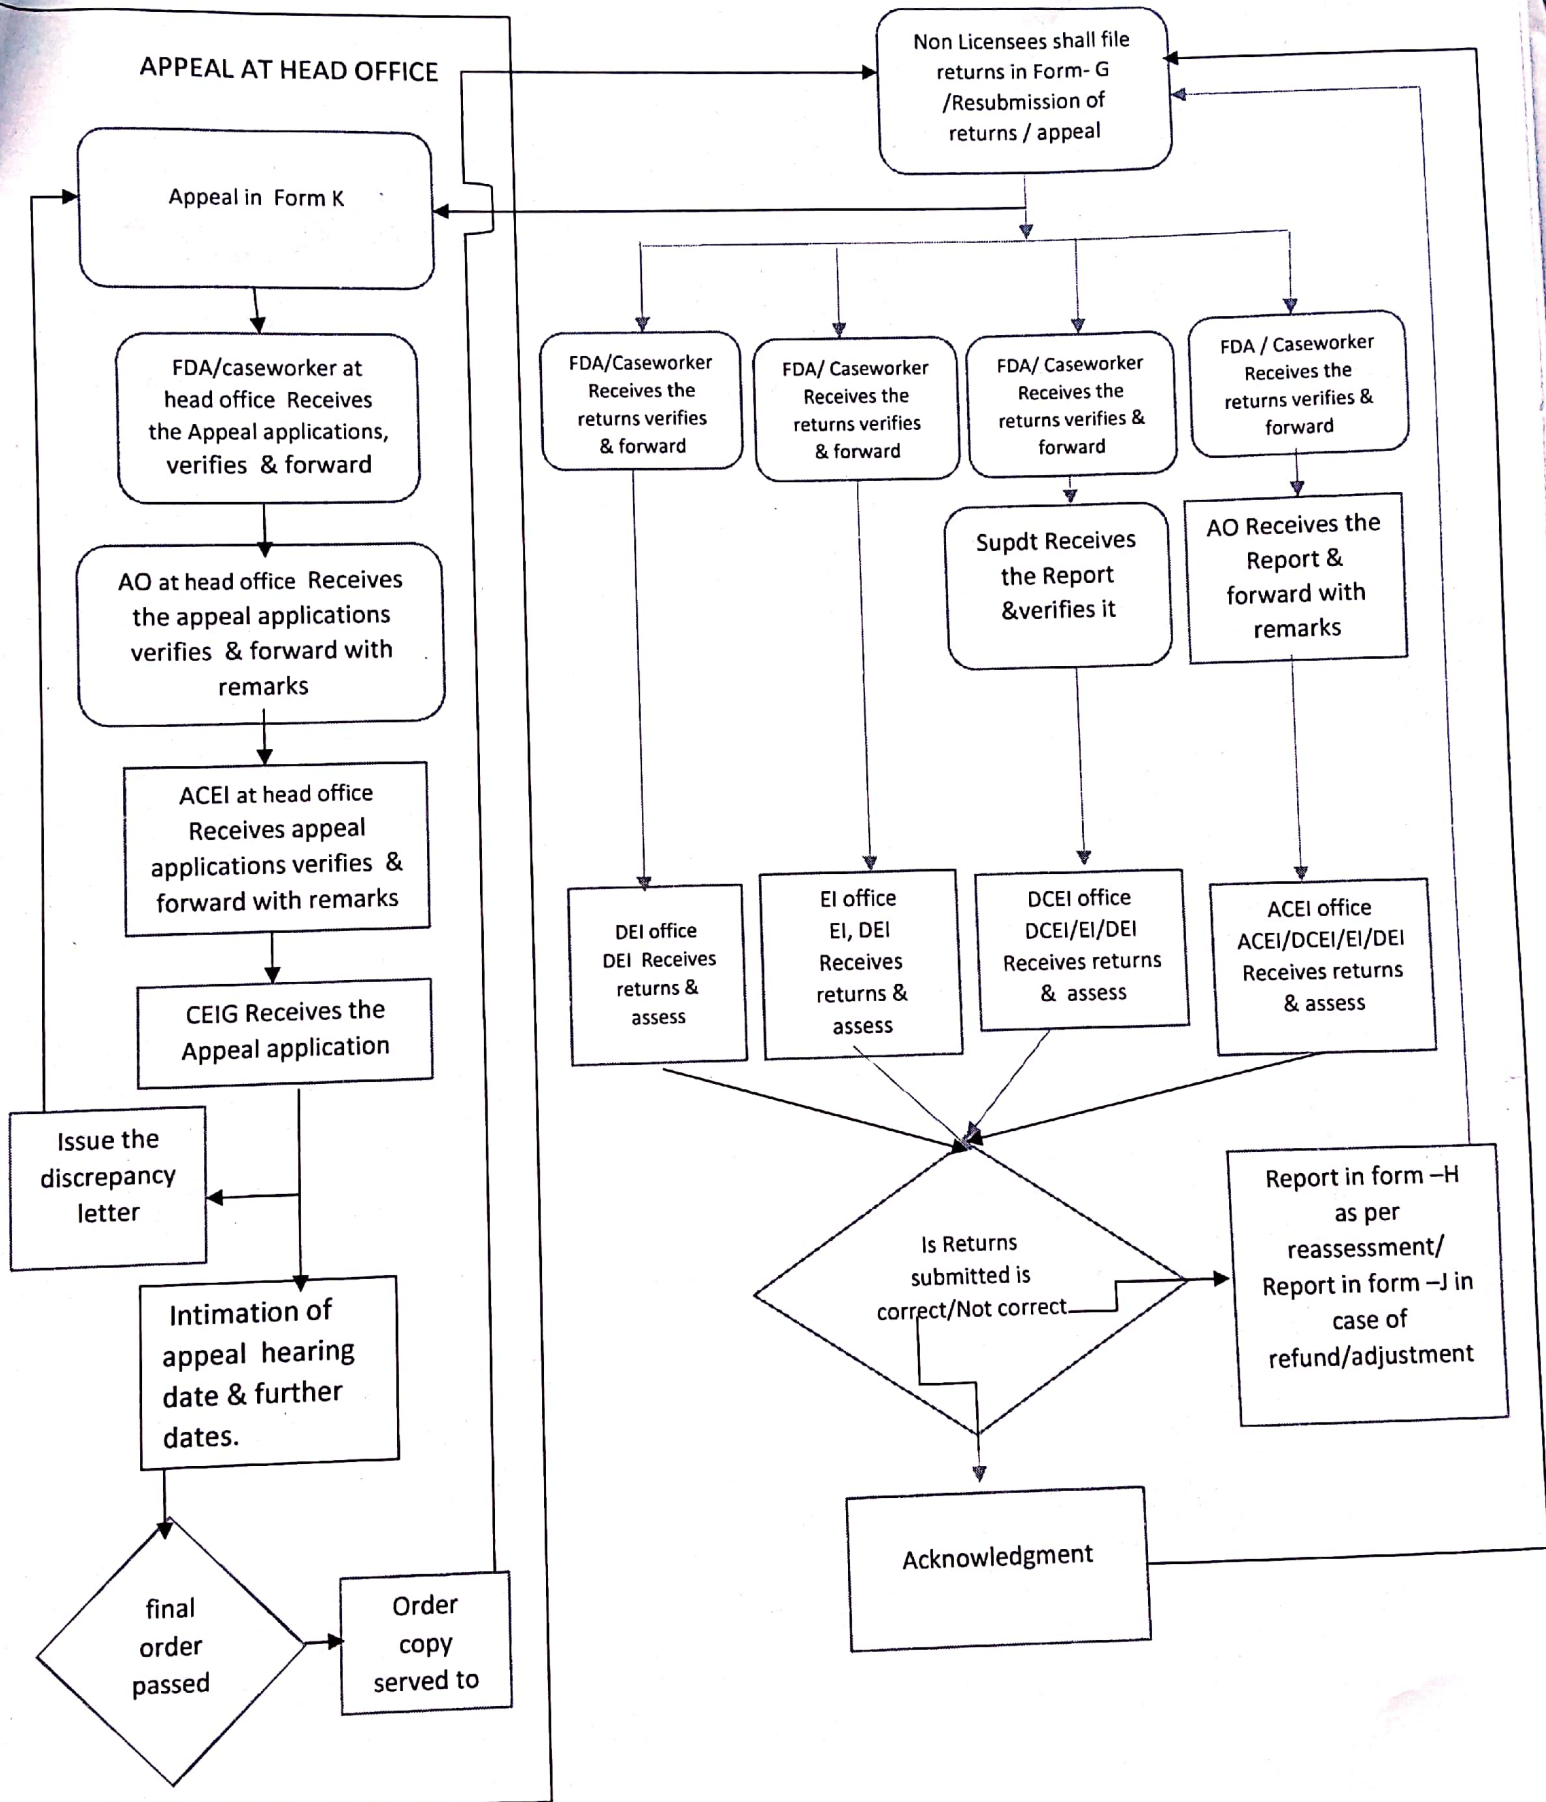 APPEAL AT HEAD OFFICE
Appeal in Form K
FDA/caseworker at
head office Receives
the Appeal applications,
verifies & forward
AO at head office Receives
the appeal applications
verifies & forward with
remarks
ACEI at head office
Receives appeal
applications verifies &
forward with remarks
CEIG Receives the
Appeal application
Issue the
discrepancy
letter
Intimation of
appeal hearing
date & further
dates.
final
order
passed
Order
copy
served to
Non Licensees shall file
returns in Form- G
/Resubmission of
returns / appeal
FDA/Caseworker
Receives the
returns verifies
& forward
FDA/ Caseworker
Receives the
returns verifies
& forward
FDA/ Caseworker
Receives the
returns verifies &
forward
FDA / Caseworker
Receives the
returns verifies &
forward
Supdt Receives
the Report
&verifies it
AO Receives the
Report &
forward with
remarks
DEI office
DEI Receives
returns &
assess
EI office
EI, DEI
Receives
returns &
assess
DCEI office
DCEI/EI/DEI
Receives returns
& assess
ACEI office
ACEI/DCEI/EI/DEI
Receives returns
& assess
Is Returns
submitted is
correct/Not correct
Report in form –H
as per
reassessment/
Report in form –J in
case of
refund/adjustment
Acknowledgment